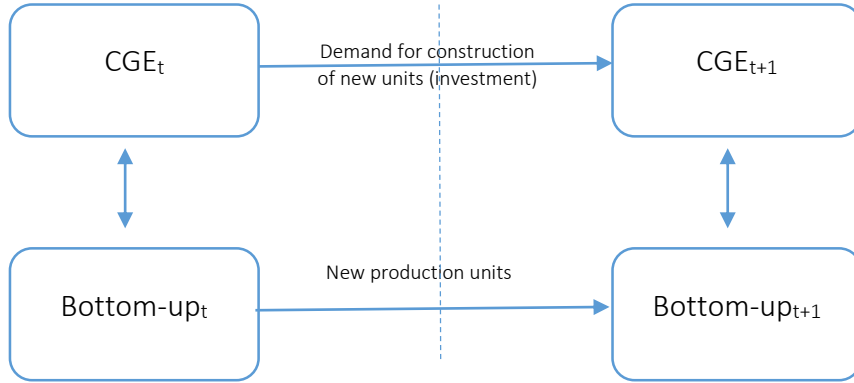 CGEt
Demand for construction
of new units (investment)
CGEt+1
New production units
Bottom-upt
Bottom-upt+1